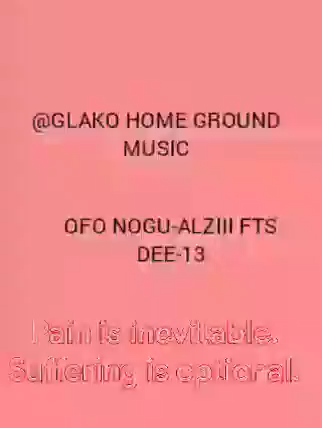 @GLAKO HOME GROUND
MUSIC
OFO NOGU-ALZIII FTS
DEE-13
Pain is inevitable.
Suffering is optional.